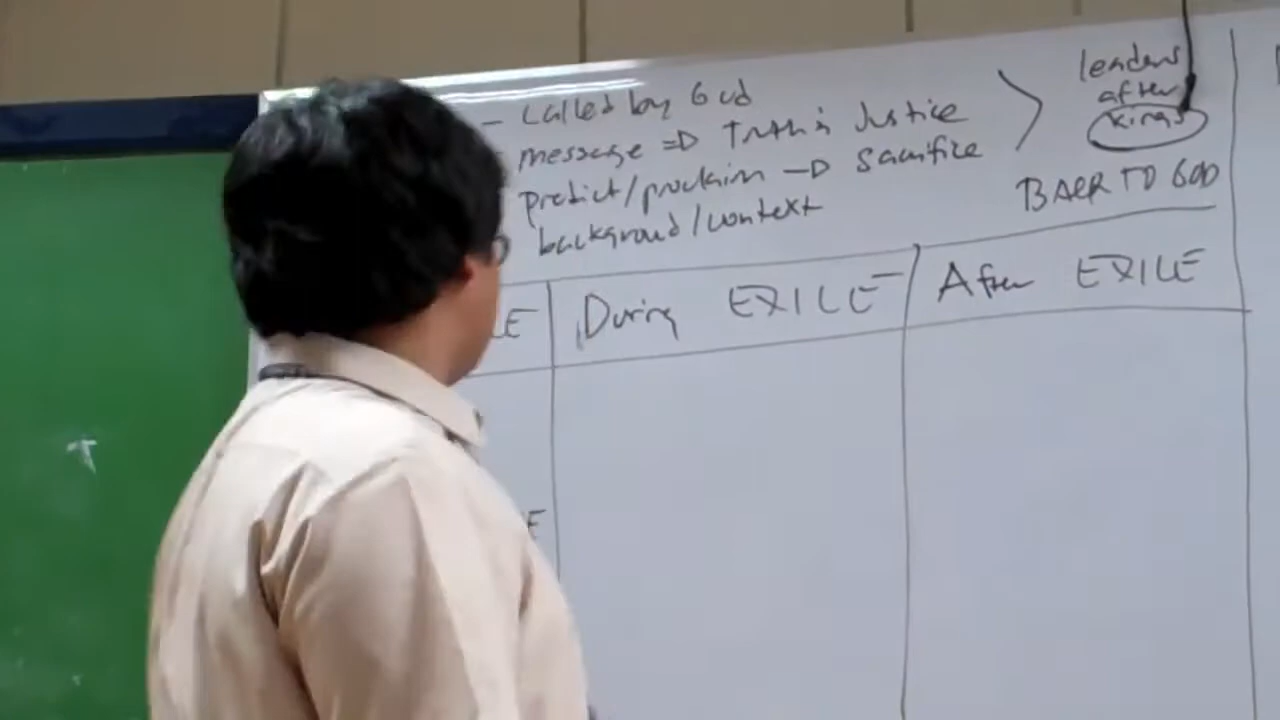 - Called by God
message => Truth & Justice
predict/proclaim -> sacrifice
background/context
leaders
after
kings
BACK TO GOD
LE
During EXILE
After EXILE
E